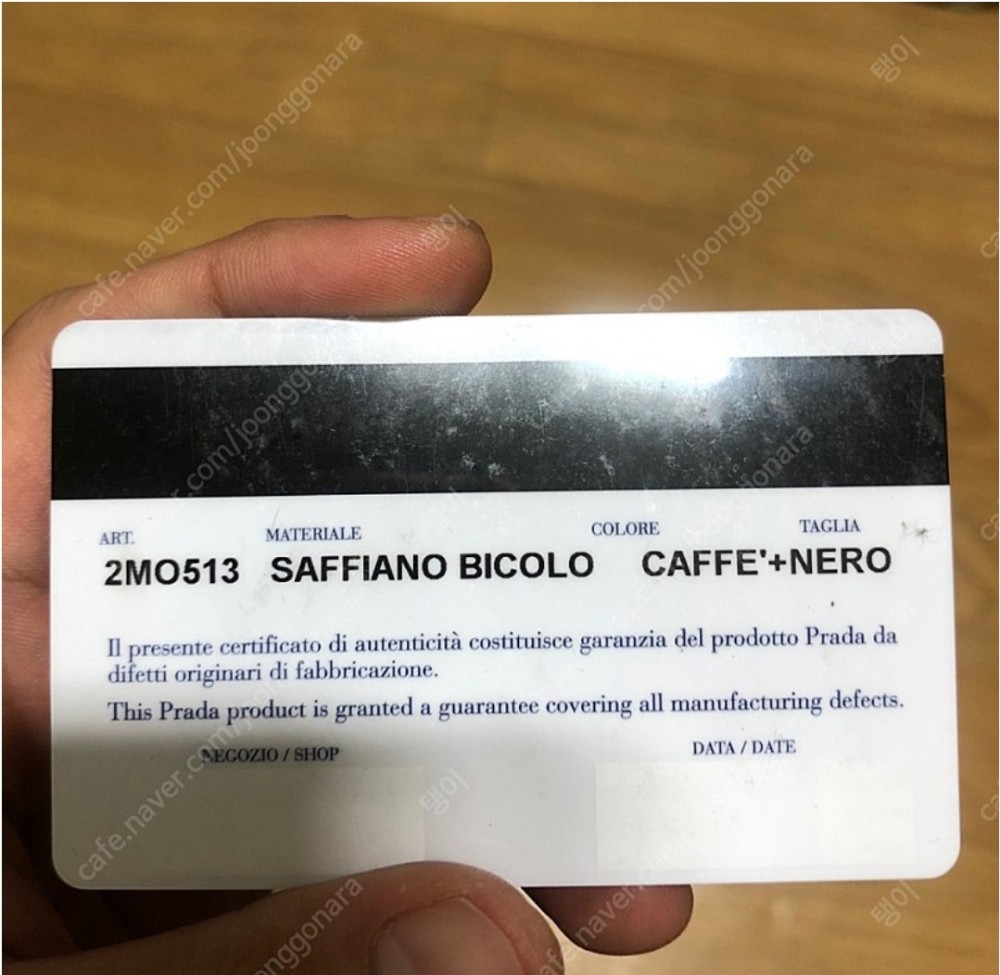 ART. MATERIALE COLORE TAGLIA
2MO513 SAFFIANO BICOLO CAFFE'+NERO
Il presente certificato di autenticità costituisce garanzia del prodotto Prada da
difetti originari di fabbricazione.
This Prada product is granted a guarantee covering all manufacturing defects.
NEGOZIO / SHOP DATA / DATE
cafe.naver.com/joonggonara
탱이